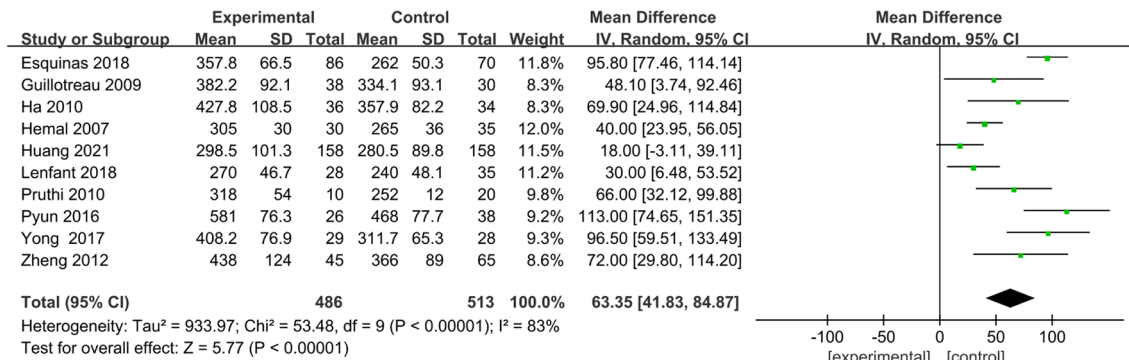 Experimental Control Mean Difference Mean Difference
Study or Subgroup Mean SD Total Mean SD Total Weight IV, Random, 95% CI IV, Random, 95% CI
Esquinas 2018 357.8 66.5 86 262 50.3 70 11.8% 95.80 [77.46, 114.14]
Guillotreau 2009 382.2 92.1 38 334.1 93.1 30 8.3% 48.10 [3.74, 92.46]
Ha 2010 427.8 108.5 36 357.9 82.2 34 8.3% 69.90 [24.96, 114.84]
Hemal 2007 305 30 30 265 36 35 12.0% 40.00 [23.95, 56.05]
Huang 2021 298.5 101.3 158 280.5 89.8 158 11.5% 18.00 [-3.11, 39.11]
Lenfant 2018 270 46.7 28 240 48.1 35 11.2% 30.00 [6.48, 53.52]
Pruthi 2010 318 54 10 252 12 20 9.8% 66.00 [32.12, 99.88]
Pyun 2016 581 76.3 26 468 77.7 38 9.2% 113.00 [74.65, 151.35]
Yong 2017 408.2 76.9 29 311.7 65.3 28 9.3% 96.50 [59.51, 133.49]
Zheng 2012 438 124 45 366 89 65 8.6% 72.00 [29.80, 114.20]
Total (95% CI) 486 513 100.0% 63.35 [41.83, 84.87]
Heterogeneity: Tau² = 933.97; Chi² = 53.48, df = 9 (P < 0.00001); I² = 83%
Test for overall effect: Z = 5.77 (P < 0.00001)
-100 -50 0 50 100
[experimental] [control]